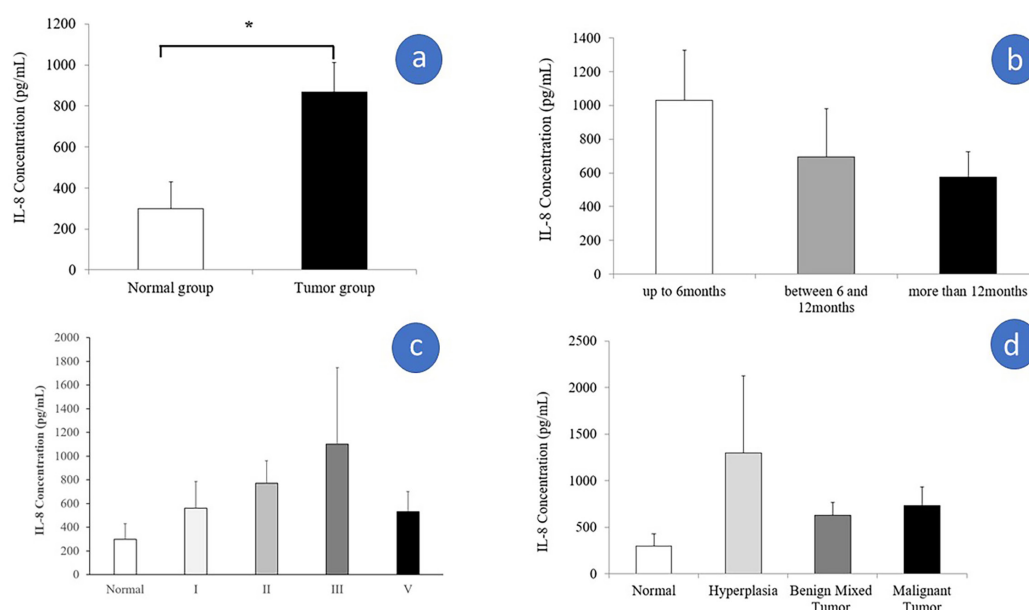 1200
1000
800
600
400
200
0
IL-8 Concentration (pg/mL)
*
a
Normal group
Tumor group
1400
1200
1000
800
600
400
200
0
IL-8 Concentration (pg/mL)
b
up to 6months
between 6 and
12months
more than 12months
2000
1800
1600
1400
1200
1000
800
600
400
200
0
IL-8 Concentration (pg/mL)
c
Normal
I
II
III
V
2500
2000
1500
1000
500
0
IL-8 Concentration (pg/mL)
d
Normal
Hyperplasia
Benign Mixed
Tumor
Malignant
Tumor